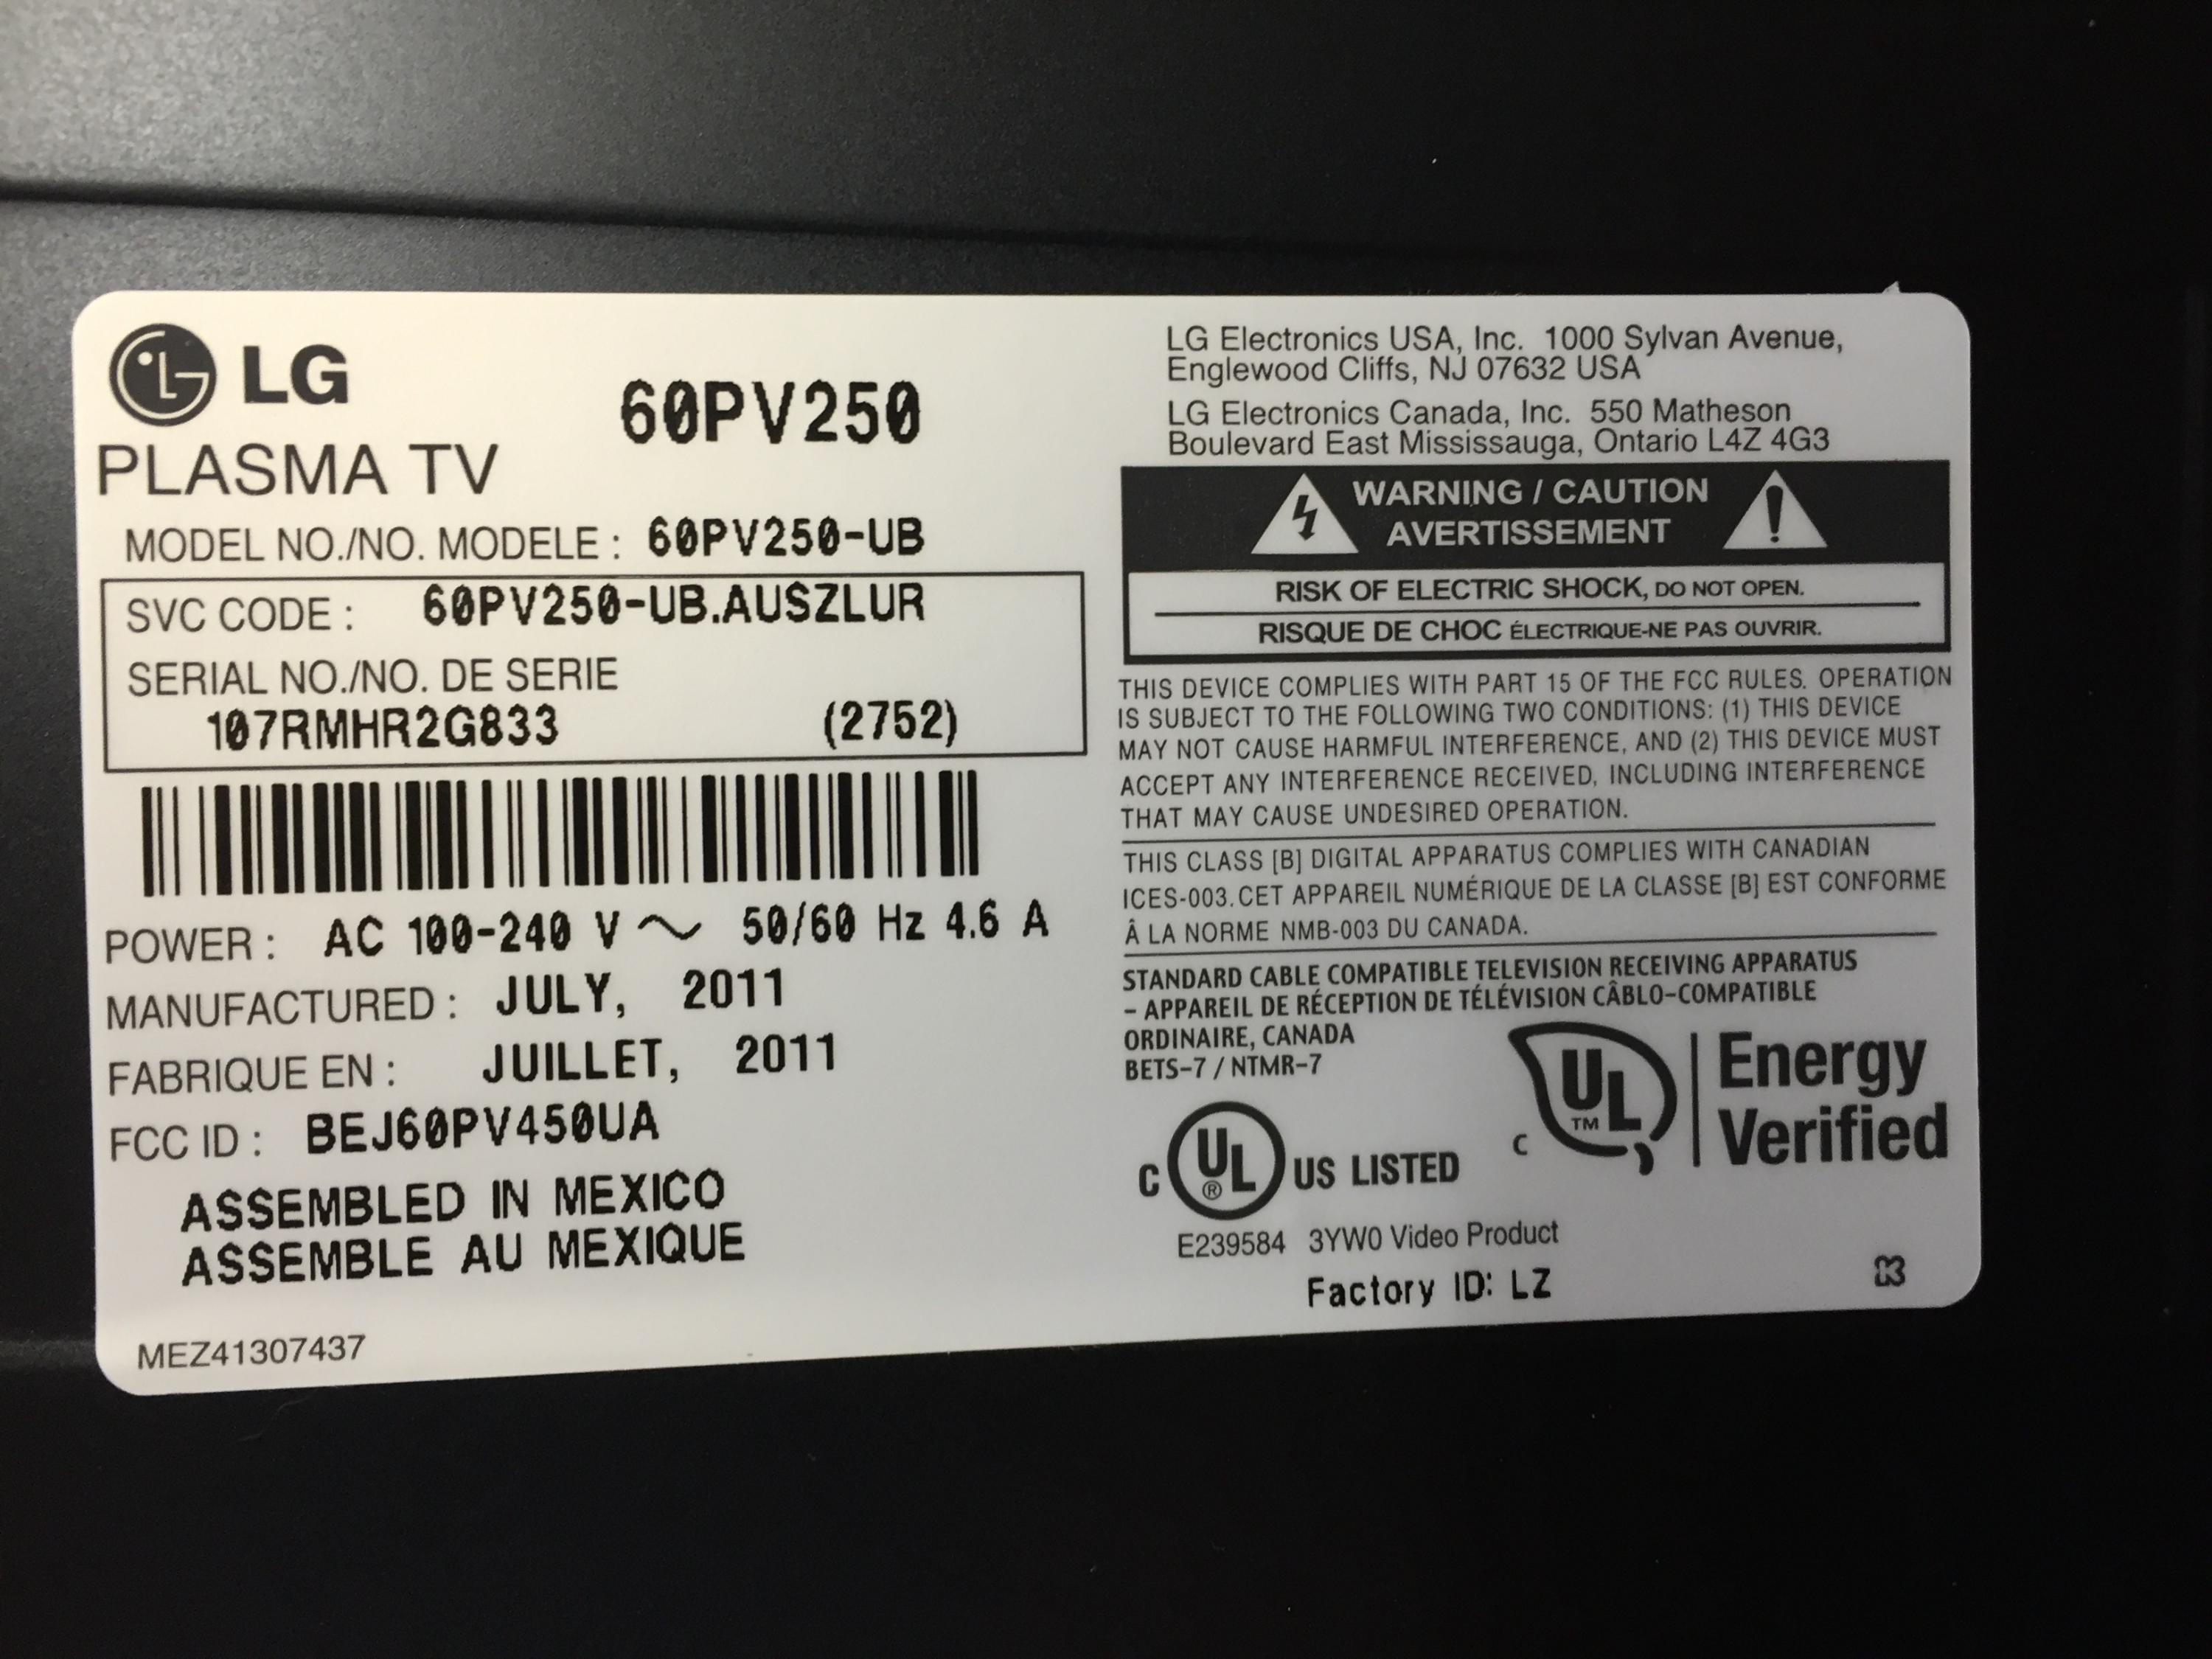 LG
60PV250
PLASMA TV
MODEL NO./NO. MODELE : 60PV250-UB
SVC CODE : 60PV250-UB.AUSZLUR
SERIAL NO./NO. DE SERIE
107RMHR2G833 (2752)
POWER : AC 100-240 V ~ 50/60 Hz 4.6 A
MANUFACTURED : JULY, 2011
FABRIQUE EN : JUILLET, 2011
FCC ID : BEJ60PV450UA
ASSEMBLED IN MEXICO
ASSEMBLE AU MEXIQUE
MEZ41307437
LG Electronics USA, Inc. 1000 Sylvan Avenue,
Englewood Cliffs, NJ 07632 USA
LG Electronics Canada, Inc. 550 Matheson
Boulevard East Mississauga, Ontario L4Z 4G3
WARNING / CAUTION
AVERTISSEMENT
RISK OF ELECTRIC SHOCK, DO NOT OPEN.
RISQUE DE CHOC ÉLECTRIQUE-NE PAS OUVRIR.
THIS DEVICE COMPLIES WITH PART 15 OF THE FCC RULES. OPERATION
IS SUBJECT TO THE FOLLOWING TWO CONDITIONS: (1) THIS DEVICE
MAY NOT CAUSE HARMFUL INTERFERENCE, AND (2) THIS DEVICE MUST
ACCEPT ANY INTERFERENCE RECEIVED, INCLUDING INTERFERENCE
THAT MAY CAUSE UNDESIRED OPERATION.
THIS CLASS [B] DIGITAL APPARATUS COMPLIES WITH CANADIAN
ICES-003. CET APPAREIL NUMÉRIQUE DE LA CLASSE [B] EST CONFORME
Â LA NORME NMB-003 DU CANADA.
STANDARD CABLE COMPATIBLE TELEVISION RECEIVING APPARATUS
- APPAREIL DE RÉCEPTION DE TÉLÉVISION CÂBLO-COMPATIBLE
ORDINAIRE, CANADA
BETS-7 / NTMR-7
C UL TM Energy
Verified
C UL ® US LISTED
E239584 3YW0 Video Product
Factory ID: LZ